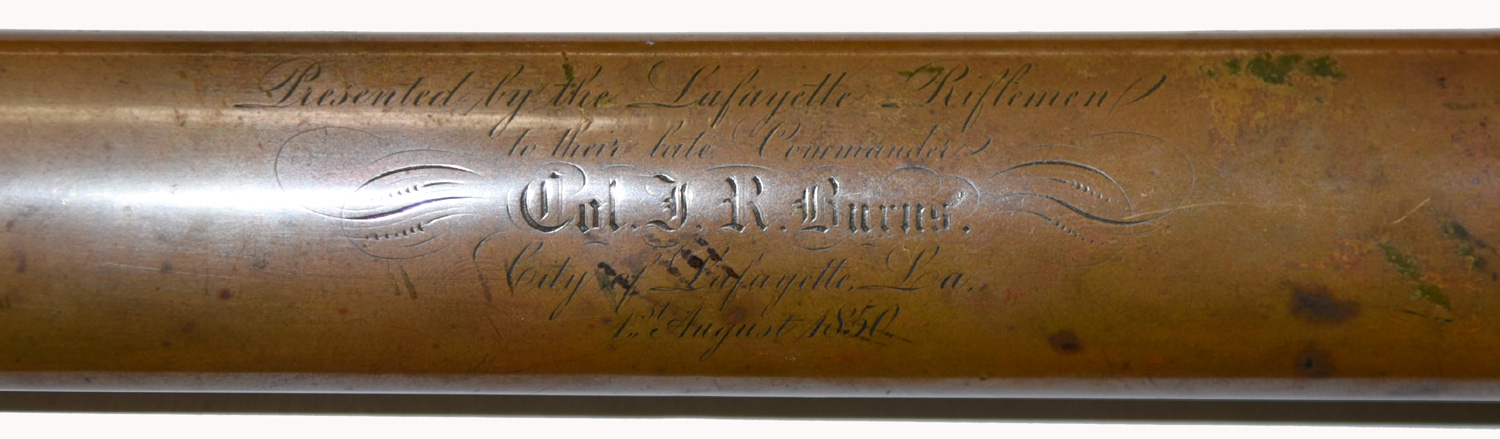 Presented by the Lafayette Riflemen
to their late Commander
Col. J. R. Burns.
City of Lafayette, La.
1st August 1850.